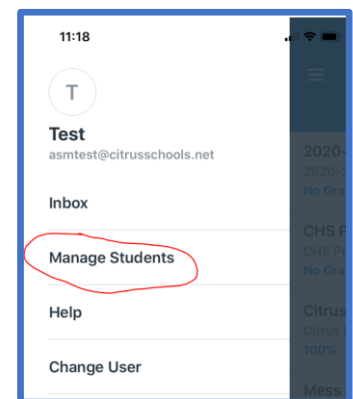 11:18
T
Test
asmtest@citrusschools.net
Inbox
Manage Students
Help
Change User
2020-
2020-2
No Gra
CHS P
CHS Pr
No Gra
Citrus
Citrus
100%
Mess